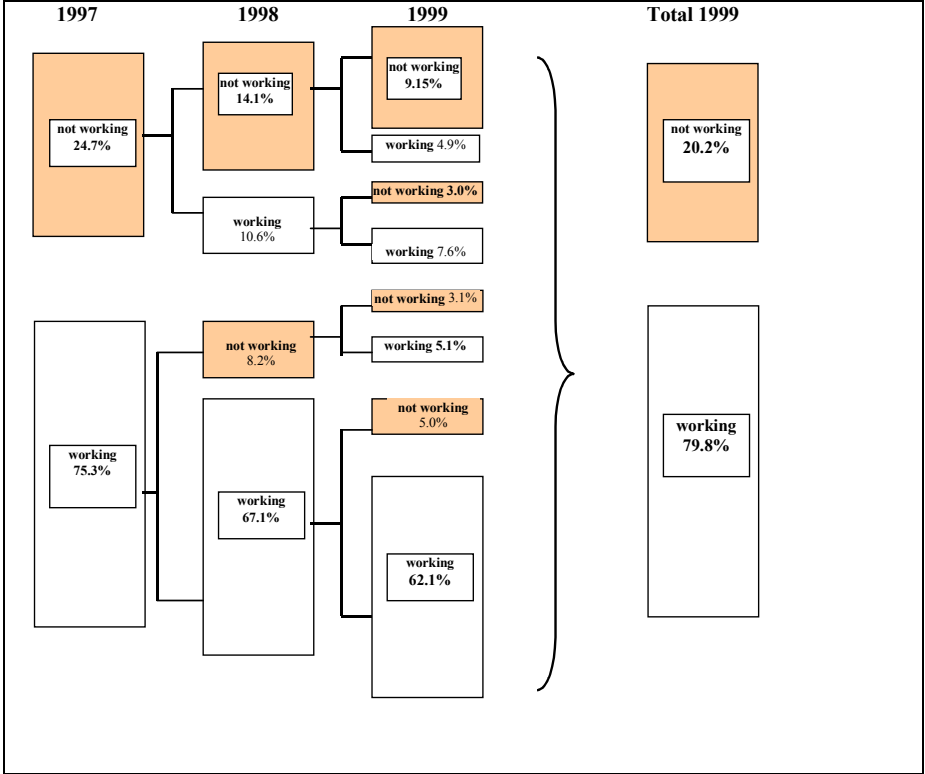 1997 1998 1999 Total 1999
not working
24.7%
not working
14.1%
not working
9.15%
working 4.9%
working
10.6%
not working 3.0%
working 7.6%
working
75.3%
not working
8.2%
not working 3.1%
working 5.1%
working
67.1%
not working
5.0%
working
62.1%
not working
20.2%
working
79.8%